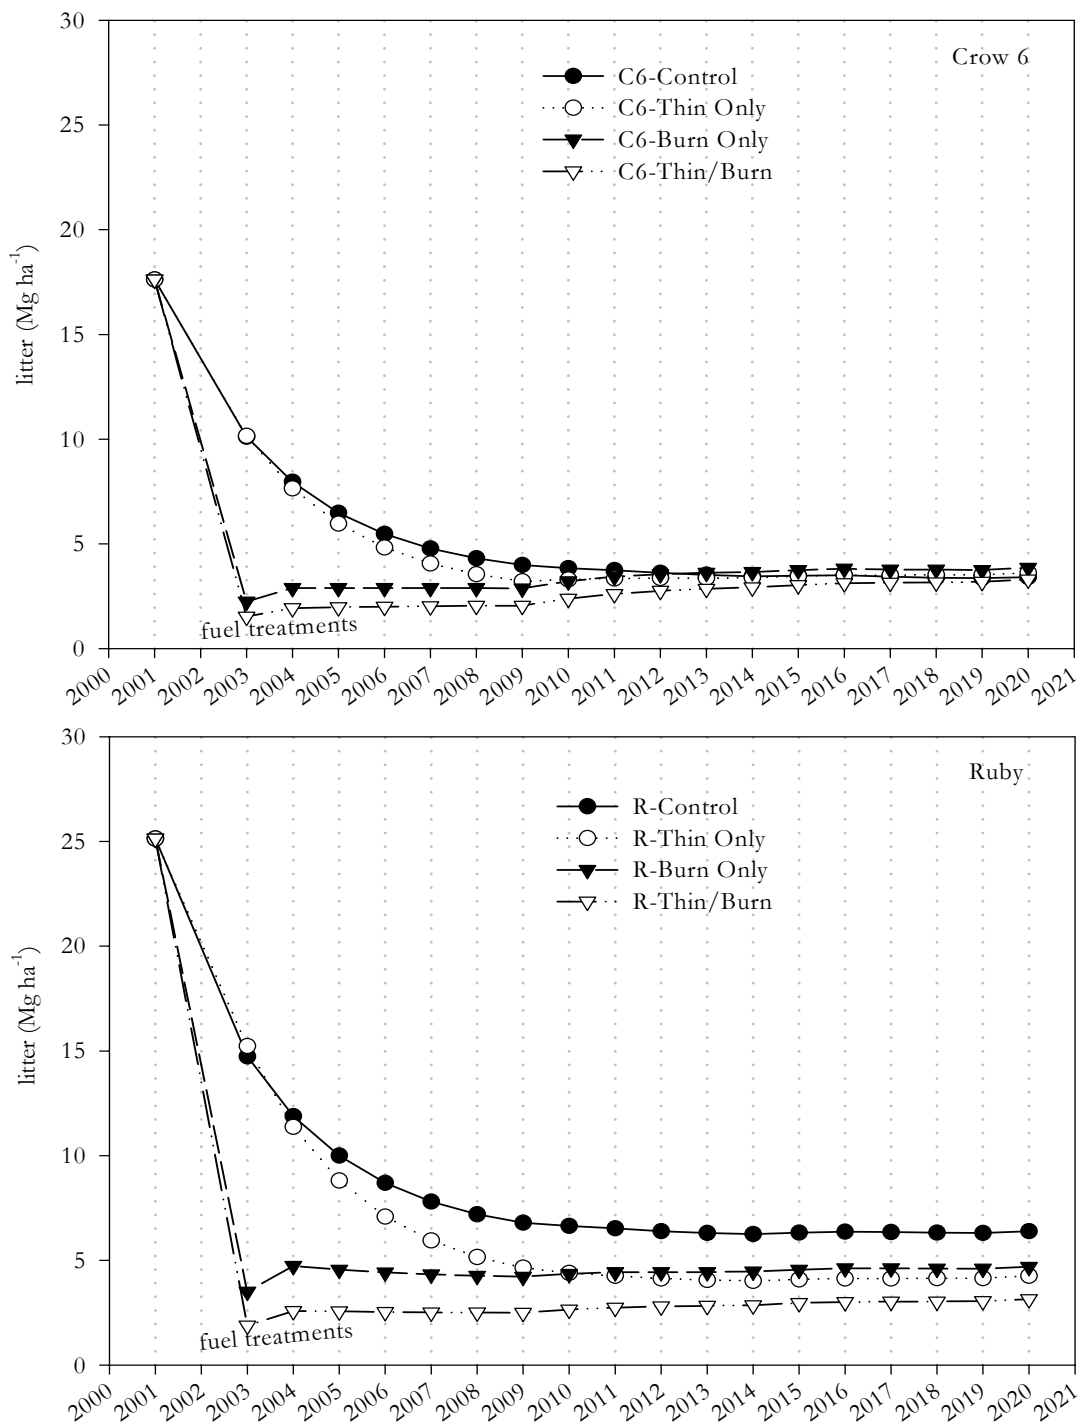 30
Crow 6
C6-Control
C6-Thin Only
C6-Burn Only
C6-Thin/Burn
25
20
litter (Mg ha-1)
15
10
5
fuel treatments
0
2000 2001 2002 2003 2004 2005 2006 2007 2008 2009 2010 2011 2012 2013 2014 2015 2016 2017 2018 2019 2020 2021
30
Ruby
R-Control
R-Thin Only
R-Burn Only
R-Thin/Burn
25
20
litter (Mg ha-1)
15
10
5
fuel treatments
0
2000 2001 2002 2003 2004 2005 2006 2007 2008 2009 2010 2011 2012 2013 2014 2015 2016 2017 2018 2019 2020 2021